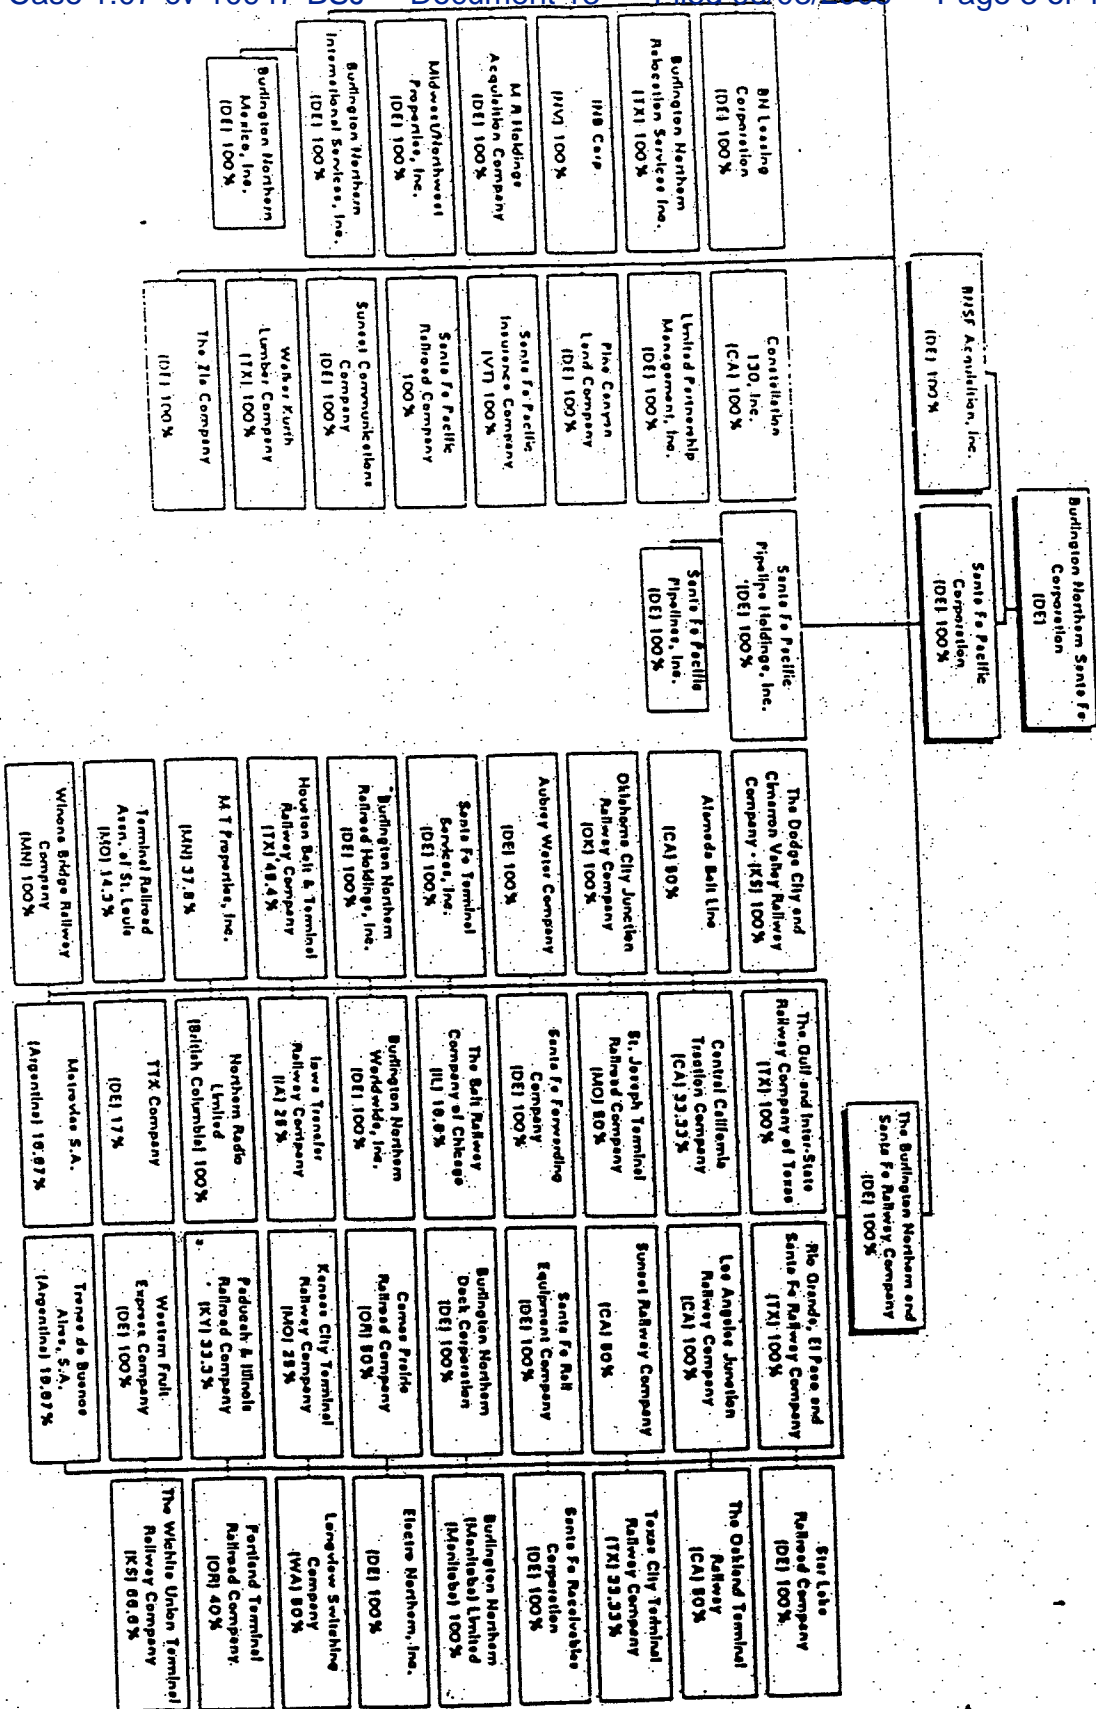 Burlington Northern Santa Fe
Corporation
(DE)
BNSF Acquisition, Inc.
(DE) 100%
Santa Fe Pacific
Corporation
(DE) 100%
The Burlington Northern and
Santa Fe Railway Company
(DE) 100%
BN Leasing
Corporation
(DE) 100%
Burlington Northern
Relocation Services Inc.
(TX) 100%
INB Corp
(NV) 100%
M R Holdings
Acquisition Company
(DE) 100%
Midwest/Northwest
Properties, Inc.
(DE) 100%
Burlington Northern
International Services, Inc.
(DE) 100%
Burlington Northern
Mexico, Inc.
(DE) 100%
Constellation
130, Inc.
(CA) 100%
Limited Partnership
Management, Inc.
(DE) 100%
Pine Canyon
Land Company
(DE) 100%
Santa Fe Pacific
Insurance Company
(VT) 100%
Santa Fe Pacific
Railroad Company
100%
Sunset Communications
Company
(DE) 100%
Walker Kurth
Lumber Company
(TX) 100%
The Zia Company
(DE) 100%
Santa Fe Pacific
Pipeline Holdings, Inc.
(DE) 100%
Santa Fe Pacific
Pipelines, Inc.
(DE) 100%
The Dodge City and
Cimarron Valley Railway
Company - (KS) 100%
Alameda Belt Line
(CA) 50%
Oklahoma City Junction
Railway Company
(OK) 100%
Aubrey Water Company
(DE) 100%
Santa Fe Terminal
Services, Inc.
(DE) 100%
Burlington Northern
Railroad Holdings, Inc.
(DE) 100%
Houston Belt & Terminal
Railway Company
(TX) 49.4%
M T Properties, Inc.
(MN) 37.8%
Terminal Railroad
Assn. of St. Louis
(MO) 14.3%
Winona Bridge Railway
Company
(MN) 100%
The Gulf and Inter-State
Railway Company of Texas
(TX) 100%
Central California
Traction Company
(CA) 33.33%
St. Joseph Terminal
Railroad Company
(MO) 50%
Santa Fe Forwarding
Company
(DE) 100%
The Belt Railway
Company of Chicago
(IL)
Burlington Northern
Worldwide, Inc.
(DE) 100%
Iowa Transfer
Railway Company
(IA) 25%
Northern Radio
Limited
(British Columbia) 100%
TTX Company
(DE) 17%
Metrovias S.A.
(Argentina) 16.67%
Rio Grande, El Paso and
Santa Fe Railway Company
(TX) 100%
Los Angeles Junction
Railway Company
(CA) 100%
Sunset Railway Company
(CA) 50%
Santa Fe Rail
Equipment Company
(DE) 100%
Burlington Northern
Dock Corporation
(DE) 100%
Camas Prairie
Railroad Company
(OR) 50%
Kansas City Terminal
Railway Company
(MO) 25%
Paducah & Illinois
Railroad Company
(KY) 33.3%
Western Fruit
Express Company
(DE) 100%
Trenes de Buenos
Aires, S.A.
(Argentina)
Star Lake
Railroad Company
(DE) 100%
The Oakland Terminal
Railway
(CA) 50%
Texas City Terminal
Railway Company
(TX) 33.33%
Santa Fe Receivables
Corporation
(DE) 100%
Burlington Northern
(Manitoba) Limited
(Manitoba) 100%
Electro Northern, Inc.
(DE) 100%
Longview Switching
Company
(WA) 50%
Portland Terminal
Railroad Company
(OR) 40%
The Wichita Union Terminal
Railway Company
(KS) 66.6%